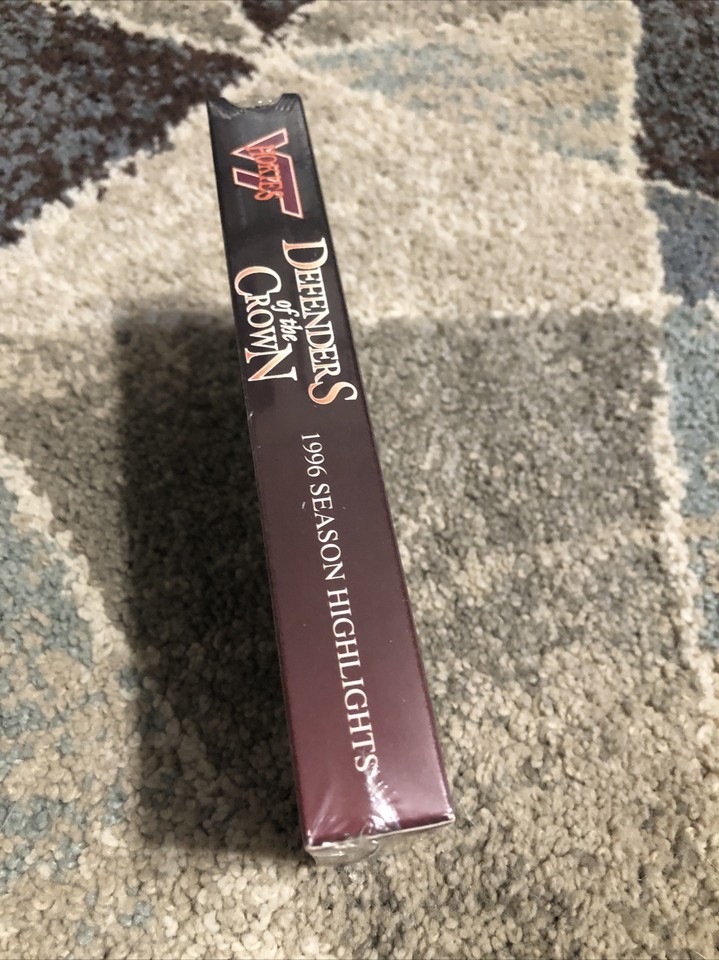 VT
HOKIES
DEFENDERS
of the
CROWN
1996 SEASON HIGHLIGHTS